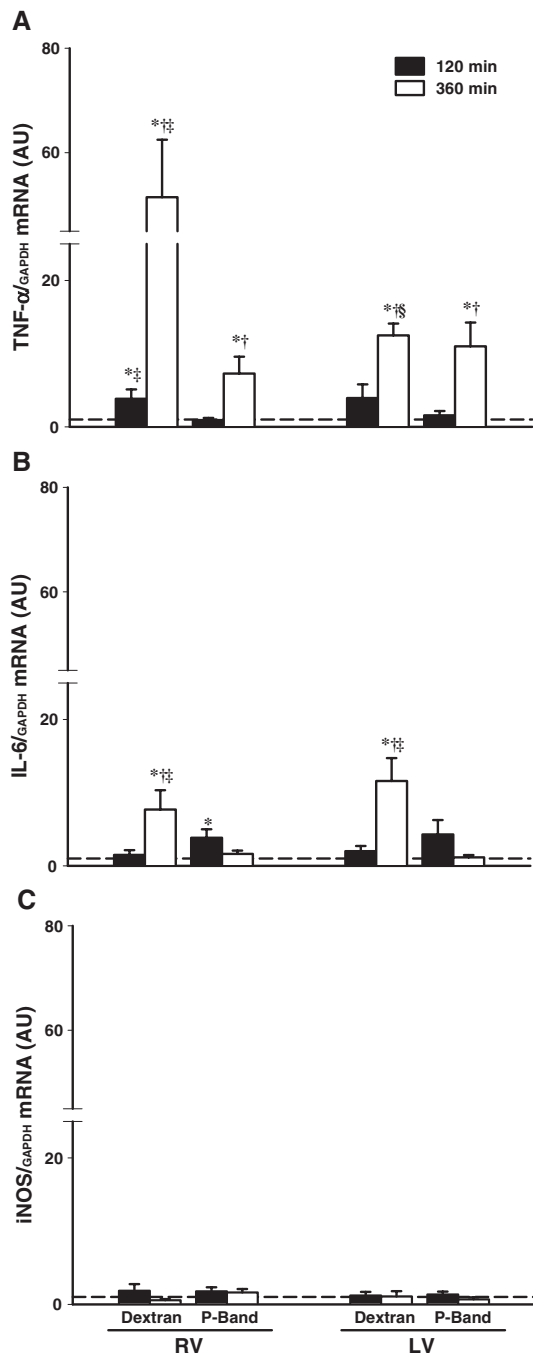 A
80
60
20
0
TNF-α/GAPDH mRNA (AU)
120 min
360 min
*‡
*†‡
*†
*†§
*†
B
80
60
20
0
IL-6/GAPDH mRNA (AU)
*†‡
*
*†‡
C
80
60
20
0
iNOS/GAPDH mRNA (AU)
Dextran P-Band Dextran P-Band
RV LV